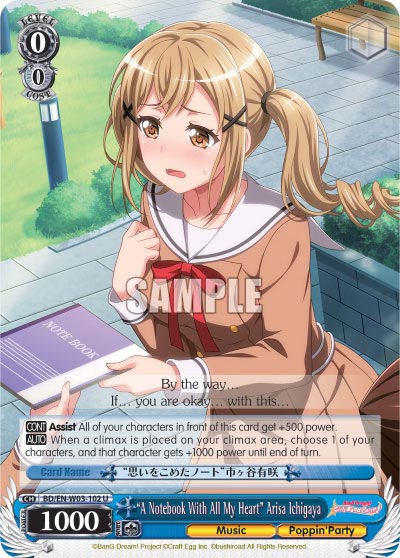 LEVEL
0
0
COST
NOTE BOOK
SAMPLE
By the way...
If... you are okay... with this...
CONT Assist All of your characters in front of this card get +500 power.
AUTO When a climax is placed on your climax area, choose 1 of your
characters, and that character gets +1000 power until end of turn.
Card Name "思いをこめたノート"市ヶ谷有咲
CH BD/EN-W03-102 U
"A Notebook With All My Heart" Arisa Ichigaya
POWER 1000
Music Poppin'Party
©BanG Dream! Project ©Craft Egg Inc. ©bushiroad All Rights Reserved.